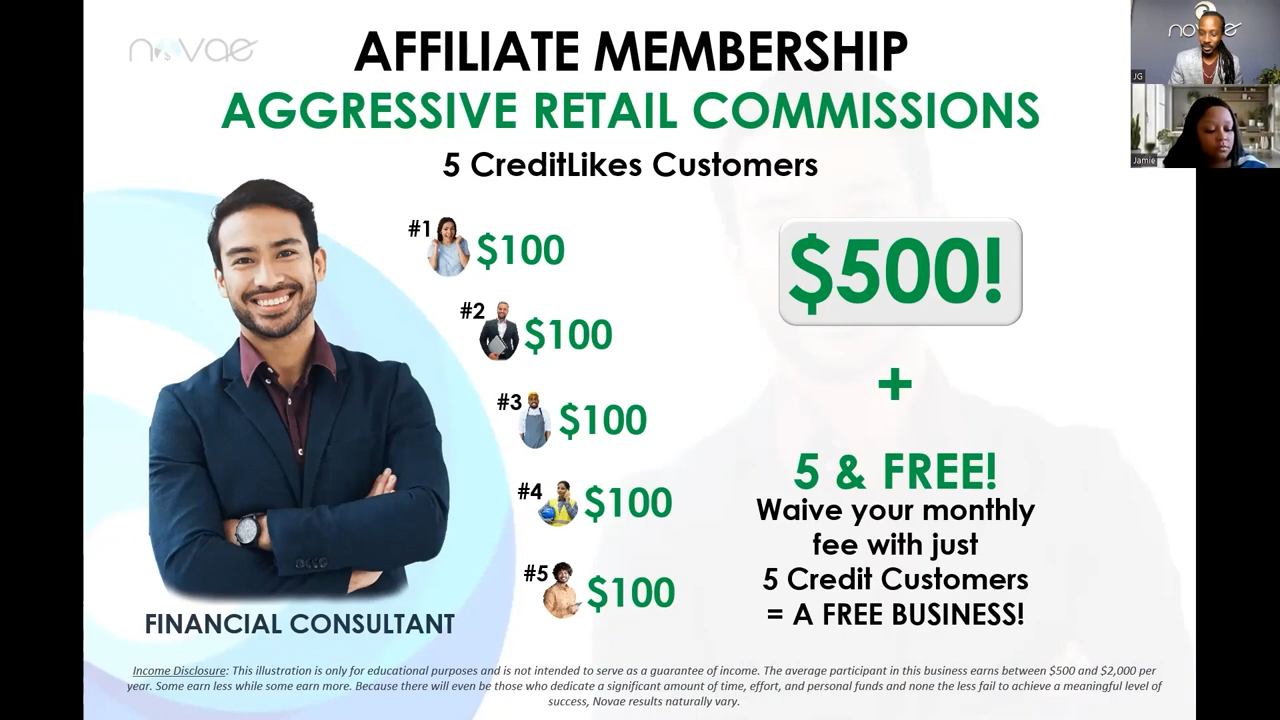 novae
AFFILIATE MEMBERSHIP
AGGRESSIVE RETAIL COMMISSIONS
5 CreditLikes Customers
#1 $100
#2 $100
#3 $100
#4 $100
#5 $100
FINANCIAL CONSULTANT
$500!
+
5 & FREE!
Waive your monthly
fee with just
5 Credit Customers
= A FREE BUSINESS!
Income Disclosure: This illustration is only for educational purposes and is not intended to serve as a guarantee of income. The average participant in this business earns between $500 and $2,000 per
year. Some earn less while some earn more. Because there will even be those who dedicate a significant amount of time, effort, and personal funds and none the less fail to achieve a meaningful level of
success, Novae results naturally vary.
novae
JG
Jamie